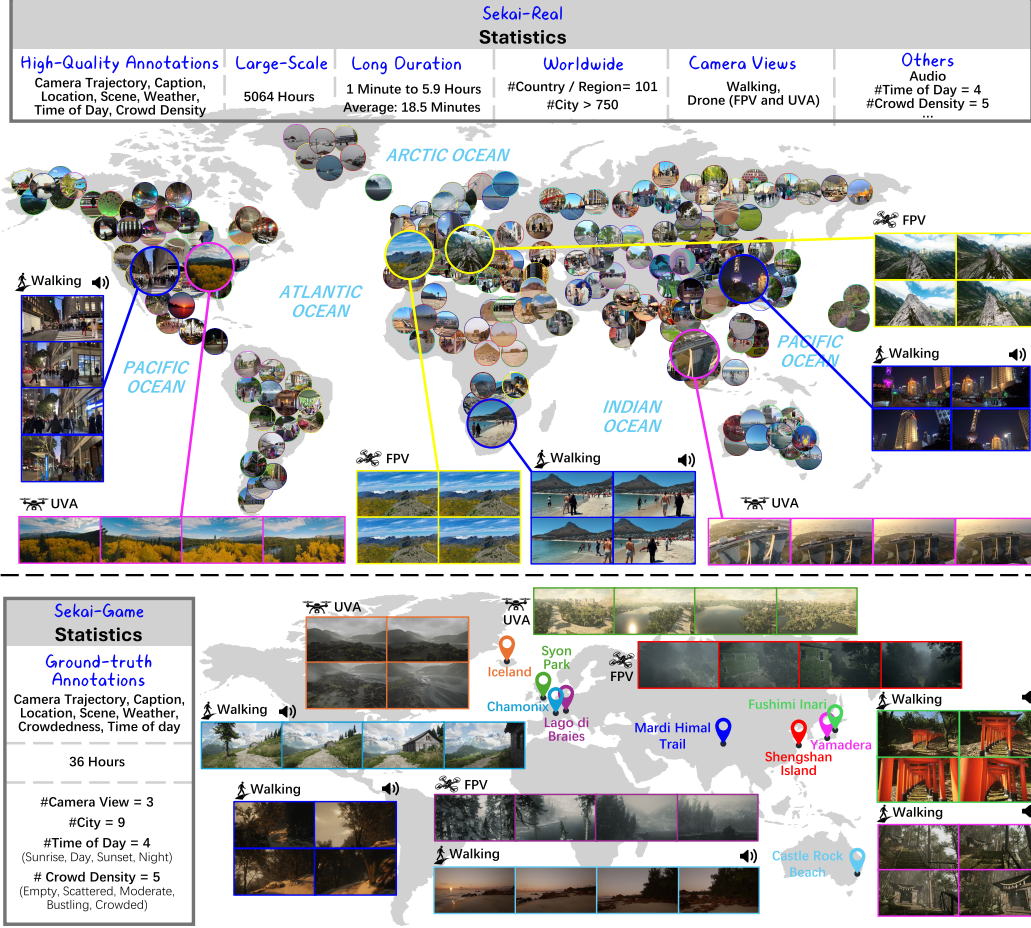 Sekai-Real
Statistics
High-Quality Annotations
Camera Trajectory, Caption,
Location, Scene, Weather,
Time of Day, Crowd Density
Large-Scale
5064 Hours
Long Duration
1 Minute to 5.9 Hours
Average: 18.5 Minutes
Worldwide
#Country / Region= 101
#City > 750
Camera Views
Walking,
Drone (FPV and UVA)
Others
Audio
#Time of Day = 4
#Crowd Density = 5
...
ARCTIC OCEAN
FPV
Walking
ATLANTIC
OCEAN
PACIFIC
OCEAN
PACIFIC
OCEAN
Walking
INDIAN
OCEAN
FPV
Walking
UVA
UVA
Sekai-Game
Statistics
Ground-truth
Annotations
Camera Trajectory, Caption,
Location, Scene, Weather,
Crowdedness, Time of day
36 Hours
#Camera View = 3
#City = 9
#Time of Day = 4
(Sunrise, Day, Sunset, Night)
# Crowd Density = 5
(Empty, Scattered, Moderate,
Bustling, Crowded)
UVA
UVA
Iceland
Syon
Park
FPV
Chamonix
Lago di
Braies
Walking
Mardi Himal
Trail
Fushimi Inari
Yamadera
Shengshan
Island
Walking
Walking
FPV
Walking
Walking
Castle Rock
Beach